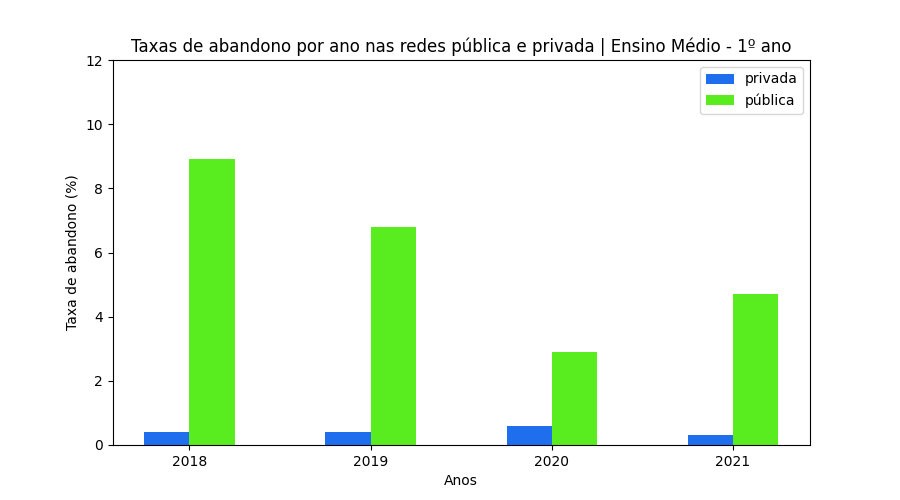 Taxas de abandono por ano nas redes pública e privada | Ensino Médio - 1º ano
privada
pública
12
10
8
6
4
2
0
Taxa de abandono (%)
2018 2019 2020 2021
Anos